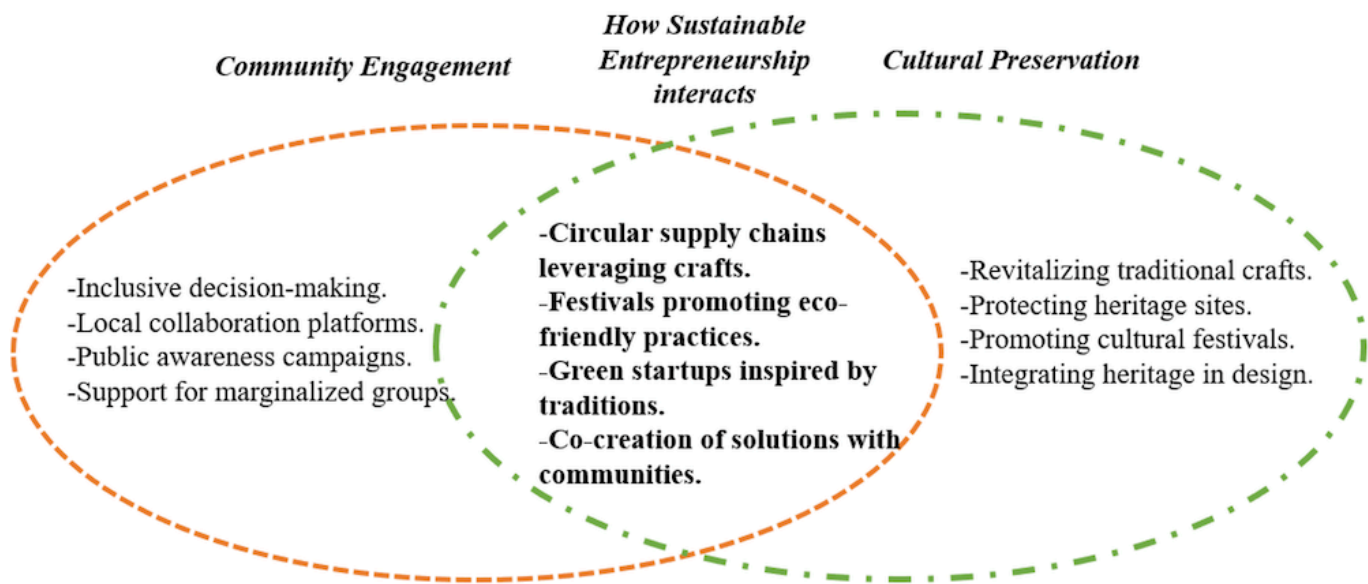 Community Engagement
How Sustainable
Entrepreneurship
interacts
Cultural Preservation
-Inclusive decision-making.
-Local collaboration platforms.
-Public awareness campaigns.
-Support for marginalized groups.
-Circular supply chains
leveraging crafts.
-Festivals promoting eco-
friendly practices.
-Green startups inspired by
traditions.
-Co-creation of solutions with
communities.
-Revitalizing traditional crafts.
-Protecting heritage sites.
-Promoting cultural festivals.
-Integrating heritage in design.